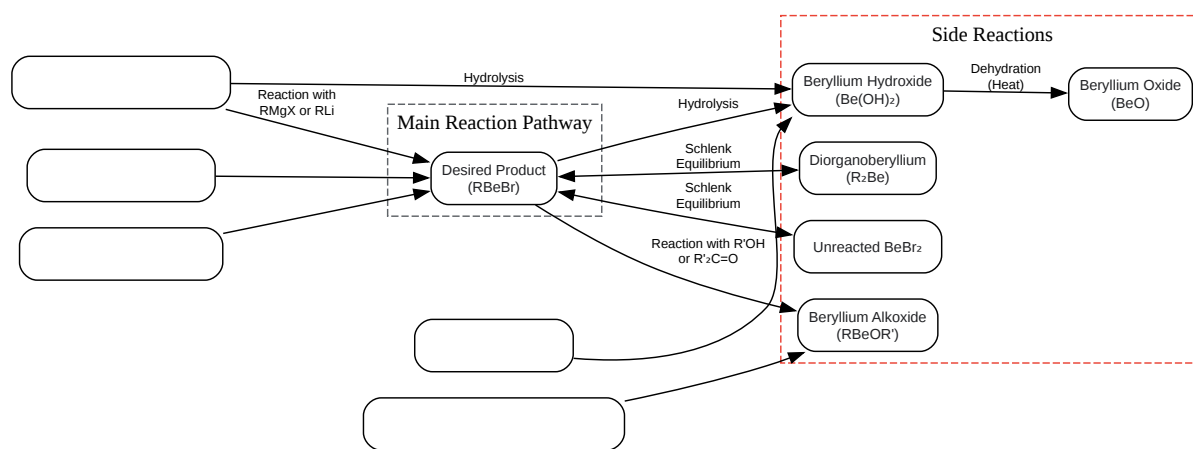 Side Reactions
Hydrolysis
Beryllium Hydroxide
(Be(OH)₂)
Dehydration
(Heat)
Beryllium Oxide
(BeO)
Reaction with
RMgX or RLi
Hydrolysis
Main Reaction Pathway
Desired Product
(RBeBr)
Schlenk
Equilibrium
Diorganoberyllium
(R₂Be)
Schlenk
Equilibrium
Unreacted BeBr₂
Reaction with R'OH
or R'₂C=O
Beryllium Alkoxide
(RBeOR')